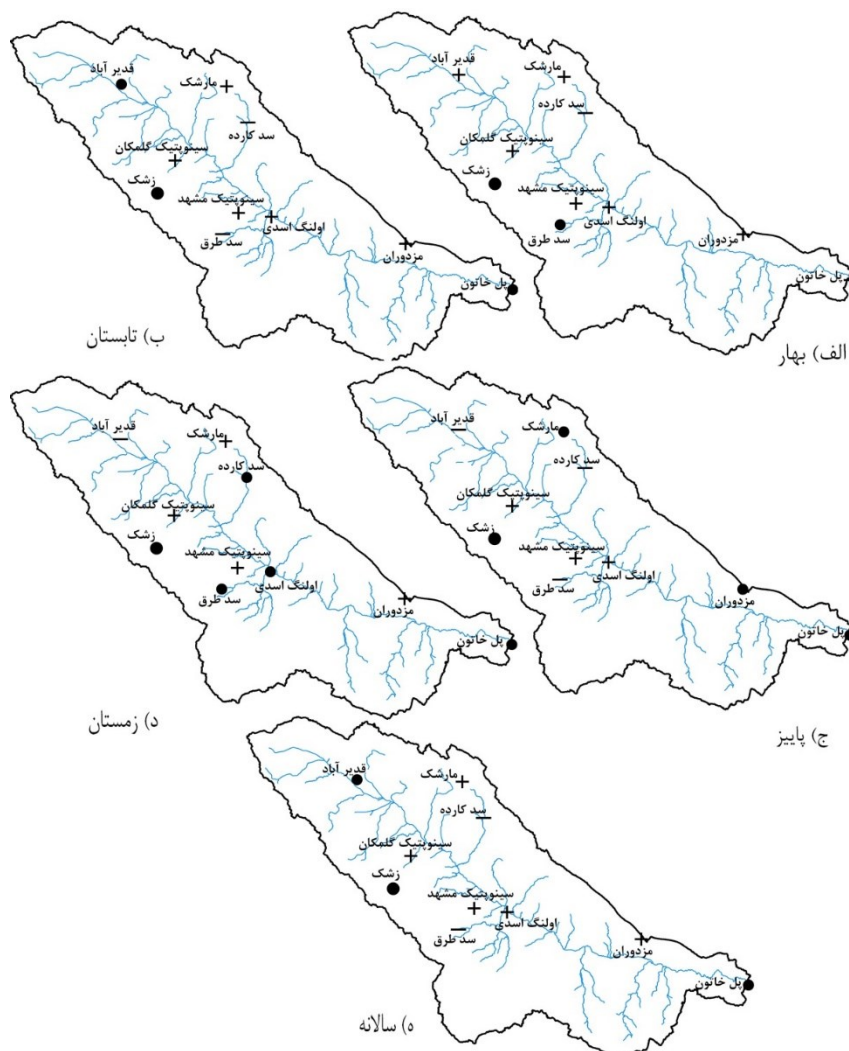 قدیر آباد
مارشک
سد کارده
سینوپتیک گلمکان
زشک
سینوپتیک مشهد
اولنگ اسدی
سد طرق
مزدوران
پل خاتون
الف) بهار
قدیر آباد
مارشک
سد کارده
سینوپتیک گلمکان
زشک
سینوپتیک مشهد
اولنگ اسدی
سد طرق
مزدوران
پل خاتون
ب) تابستان
قدیر آباد
مارشک
سد کارده
سینوپتیک گلمکان
زشک
سینوپتیک مشهد
اولنگ اسدی
سد طرق
مزدوران
پل خاتون
ج) پاییز
قدیر آباد
مارشک
سد کارده
سینوپتیک گلمکان
زشک
سینوپتیک مشهد
اولنگ اسدی
سد طرق
مزدوران
پل خاتون
د) زمستان
قدیر آباد
مارشک
سد کارده
سینوپتیک گلمکان
زشک
سینوپتیک مشهد
اولنگ اسدی
سد طرق
مزدوران
پل خاتون
ه) سالانه